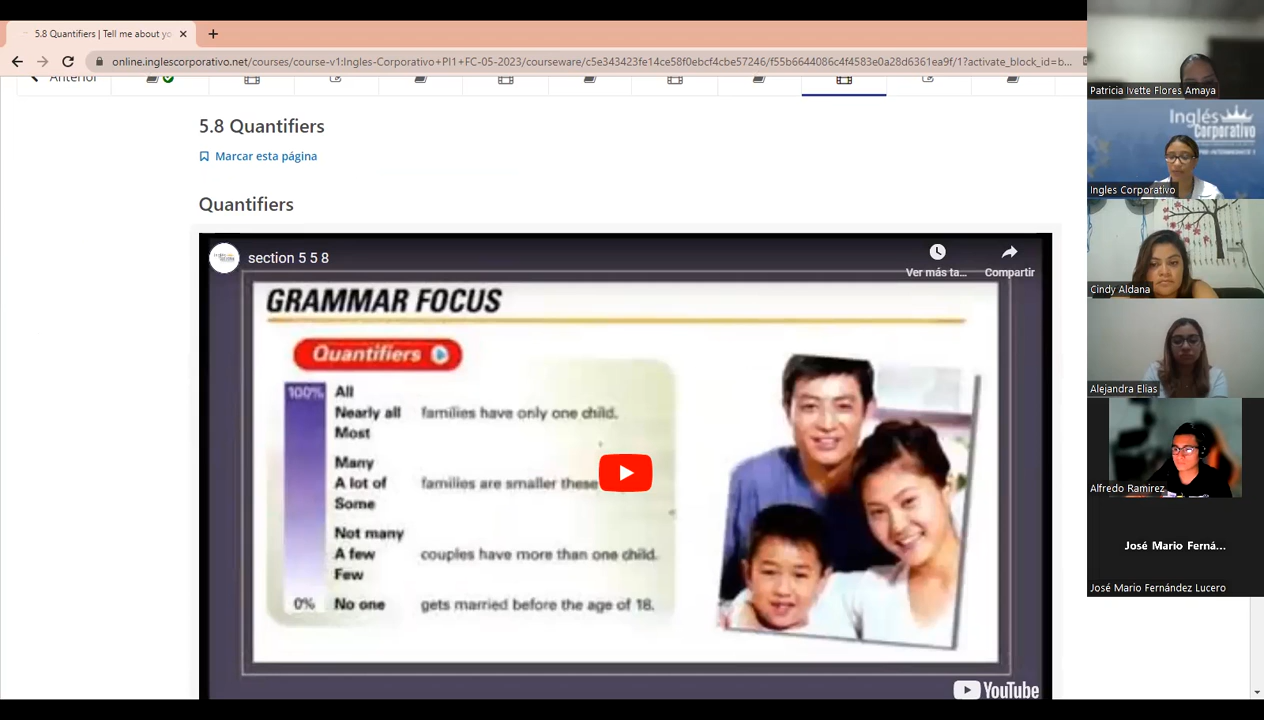 5.8 Quantifiers | Tell me about yo
online.inglescorporativo.net/courses/course-v1:Ingles-Corporativo+PI1+FC-05-2023/courseware/c5e343423fe14ce58f0ebcf4cbe57246/f55b6644086c4f4583e0a28d6361ea9f/1?activate_block_id=b...
Anterior
5.8 Quantifiers
Marcar esta página
Quantifiers
section 5 5 8
Ver más ta...
Compartir
GRAMMAR FOCUS
Quantifiers
100% All
Nearly all families have only one child.
Most
Many
A lot of families are smaller these
Some
Not many
A few couples have more than one child.
Few
0% No one gets married before the age of 18.
YouTube
Patricia Ivette Flores Amaya
Inglés
Corporativo
Ingles Corporativo
Cindy Aldana
Alejandra Elias
Alfredo Ramirez
José Mario Ferná...
José Mario Fernández Lucero